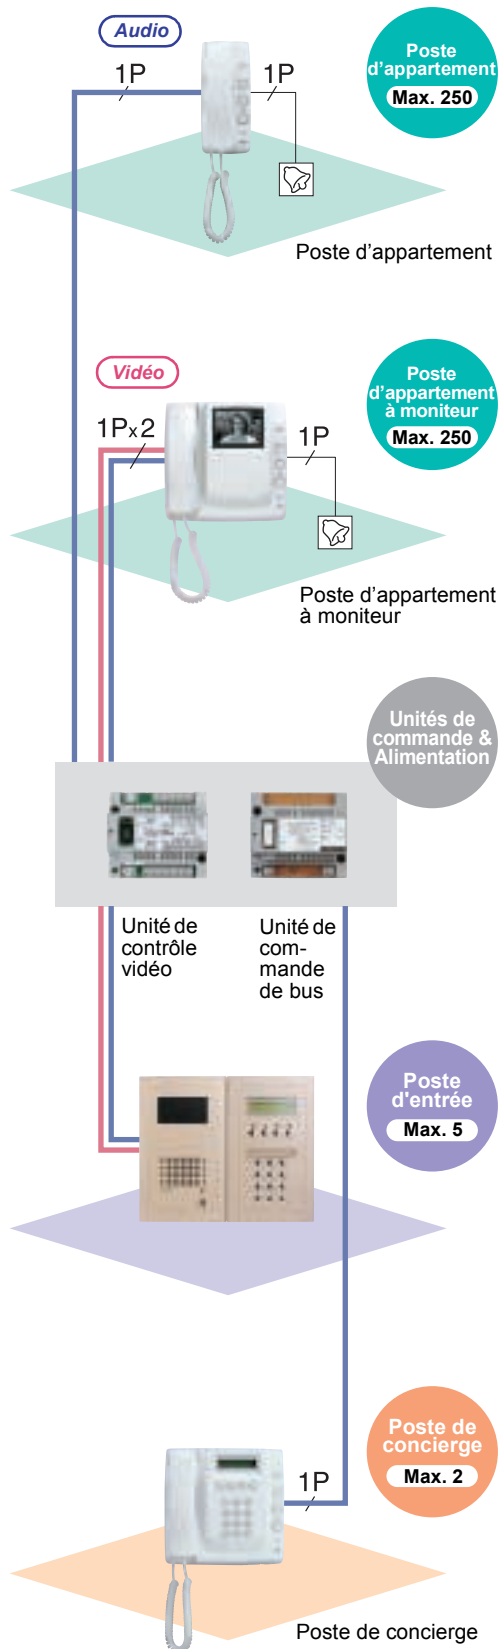 Audio
1P
1P
Poste
d'appartement
Max. 250
Poste d'appartement
Vidéo
1Px2
1P
Poste
d'appartement
à moniteur
Max. 250
Poste d'appartement
à moniteur
Unités de
commande &
Alimentation
Unité de
contrôle
vidéo
Unité de
com-
mande
de bus
Poste
d'entrée
Max. 5
Poste de
concierge
Max. 2
1P
Poste de concierge